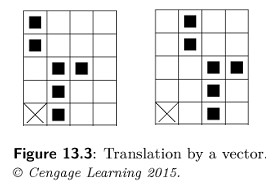 Figure 13.3: Translation by a vector.
© Cengage Learning 2015.